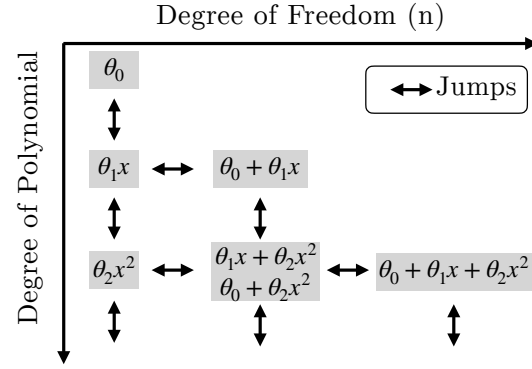 Degree of Freedom (n)
Degree of Polynomial
θ₀
Jumps
θ₁x
θ₀ + θ₁x
θ₂x²
θ₁x + θ₂x²
θ₀ + θ₂x²
θ₀ + θ₁x + θ₂x²